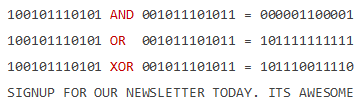 100101110101 AND 001011101011 = 000001100001
100101110101 OR  001011101011 = 101111111111
100101110101 XOR 001011101011 = 101110011110
SIGNUP FOR OUR NEWSLETTER TODAY. ITS AWESOME